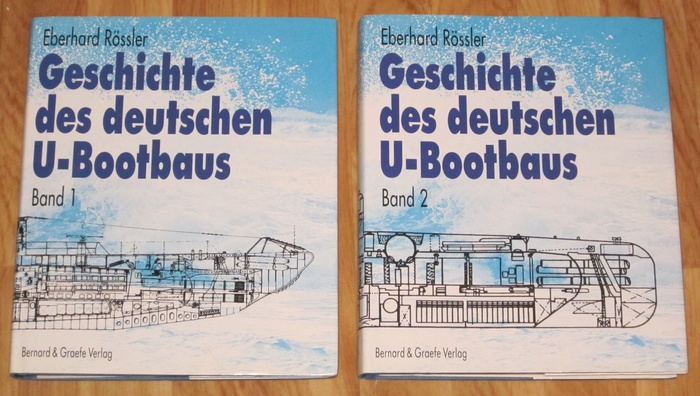 Eberhard Rössler
Geschichte
des deutschen
U-Bootbaus
Band 1
Bernard & Graefe Verlag
Eberhard Rössler
Geschichte
des deutschen
U-Bootbaus
Band 2
Bernard & Graefe Verlag